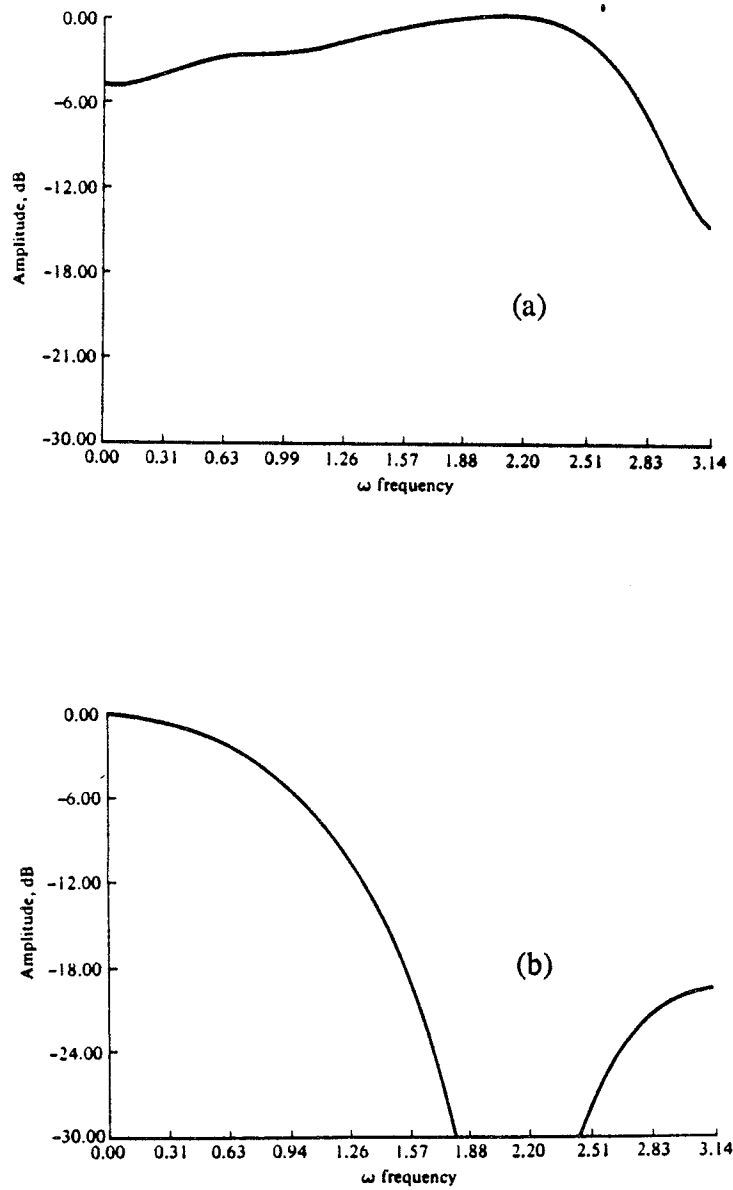 0.00
-6.00
-12.00
-18.00
-21.00
-30.00
Amplitude, dB
(a)
0.00 0.31 0.63 0.99 1.26 1.57 1.88 2.20 2.51 2.83 3.14
ω frequency
0.00
-6.00
-12.00
-18.00
-24.00
-30.00
Amplitude, dB
(b)
0.00 0.31 0.63 0.94 1.26 1.57 1.88 2.20 2.51 2.83 3.14
ω frequency